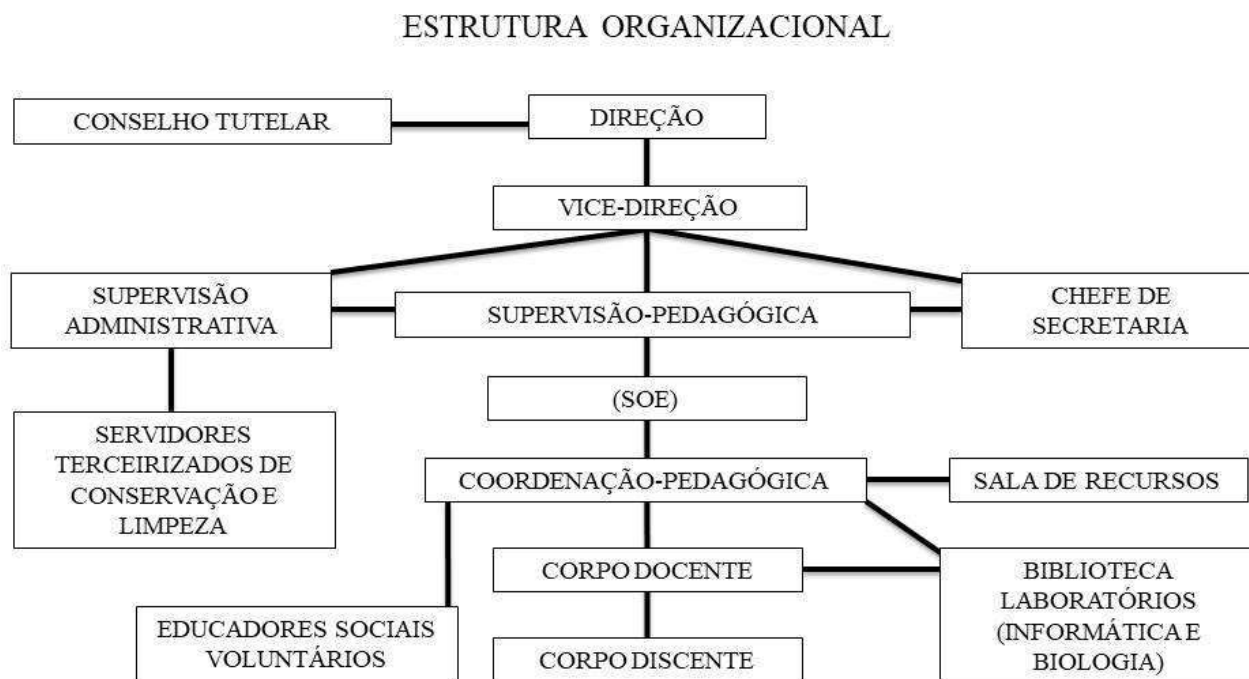 ESTRUTURA ORGANIZACIONAL
CONSELHO TUTELAR
DIREÇÃO
VICE-DIREÇÃO
SUPERVISÃO
ADMINISTRATIVA
SUPERVISÃO-PEDAGÓGICA
CHEFE DE
SECRETARIA
(SOE)
SERVIDORES
TERCEIRIZADOS DE
CONSERVAÇÃO E
LIMPEZA
COORDENAÇÃO-PEDAGÓGICA
SALA DE RECURSOS
CORPO DOCENTE
BIBLIOTECA
LABORATÓRIOS
(INFORMÁTICA E
BIOLOGIA)
EDUCADORES SOCIAIS
VOLUNTÁRIOS
CORPO DISCENTE